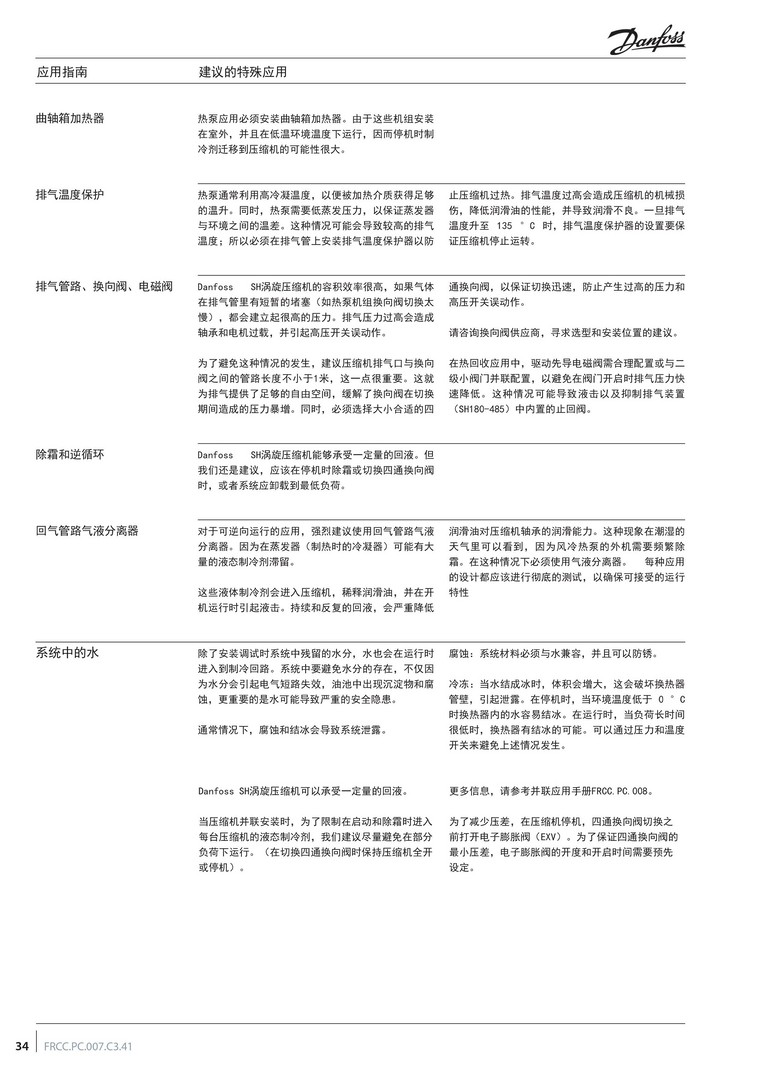 Danfoss
应用指南
建议的特殊应用
曲轴箱加热器
热泵应用必须安装曲轴箱加热器。由于这些机组安装
在室外，并且在低温环境温度下运行，因而停机时制
冷剂迁移到压缩机的可能性很大。
排气温度保护
热泵通常利用高冷凝温度，以便被加热介质获得足够
的温升。同时，热泵需要低蒸发压力，以保证蒸发器
与环境之间的温差。这种情况可能会导致较高的排气
温度；所以必须在排气管上安装排气温度保护器以防
止压缩机过热。排气温度过高会造成压缩机的机械损
伤，降低润滑油的性能，并导致润滑不良。一旦排气
温度升至 135 °C 时，排气温度保护器的设置要保
证压缩机停止运转。
排气管路、换向阀、电磁阀
Danfoss SH涡旋压缩机的容积效率很高，如果气体
在排气管里有短暂的堵塞（如热泵机组换向阀切换太
慢），都会建立起很高的压力。排气压力过高会造成
轴承和电机过载，并引起高压开关误动作。
为了避免这种情况的发生，建议压缩机排气口与换向
阀之间的管路长度不小于1米，这一点很重要。这就
为排气提供了足够的自由空间，缓解了换向阀在切换
期间造成的压力暴增。同时，必须选择大小合适的四
通换向阀，以保证切换迅速，防止产生过高的压力和
高压开关误动作。
请咨询换向阀供应商，寻求选型和安装位置的建议。
在热回收应用中，驱动先导电磁阀需合理配置或与二
级小阀门并联配置，以避免在阀门开启时排气压力快
速降低。这种情况可能导致液击以及抑制排气装置
（SH180-485）中内置的止回阀。
除霜和逆循环
Danfoss SH涡旋压缩机能够承受一定量的回液。但
我们还是建议，应该在停机时除霜或切换四通换向阀
时，或者系统应卸载到最低负荷。
回气管路气液分离器
对于可逆向运行的应用，强烈建议使用回气管路气液
分离器。因为在蒸发器（制热时的冷凝器）可能有大
量的液态制冷剂滞留。
这些液体制冷剂会进入压缩机，稀释润滑油，并在开
机运行时引起液击。持续和反复的回液，会严重降低
润滑油对压缩机轴承的润滑能力。这种现象在潮湿的
天气里可以看到，因为风冷热泵的外机需要频繁除
霜。在这种情况下必须使用气液分离器。 每种应用
的设计都应该进行彻底的测试，以确保可接受的运行
特性
系统中的水
除了安装调试时系统中残留的水分，水也会在运行时
进入到制冷回路。系统中要避免水分的存在，不仅因
为水分会引起电气短路失效，油池中出现沉淀物和腐
蚀，更重要的是水可能导致严重的安全隐患。
通常情况下，腐蚀和结冰会导致系统泄露。
腐蚀：系统材料必须与水兼容，并且可以防锈。
冷冻：当水结成冰时，体积会增大，这会破坏换热器
管壁，引起泄露。在停机时，当环境温度低于 0 °C
时换热器内的水容易结冰。在运行时，当负荷长时间
很低时，换热器有结冰的可能。可以通过压力和温度
开关来避免上述情况发生。
Danfoss SH涡旋压缩机可以承受一定量的回液。
当压缩机并联安装时，为了限制在启动和除霜时进入
每台压缩机的液态制冷剂，我们建议尽量避免在部分
负荷下运行。（在切换四通换向阀时保持压缩机全开
或停机）。
更多信息，请参考并联应用手册FRCC.PC.008。
为了减少压差，在压缩机停机，四通换向阀切换之
前打开电子膨胀阀（EXV）。为了保证四通换向阀的
最小压差，电子膨胀阀的开度和开启时间需要预先
设定。
34 FRCC.PC.007.C3.41